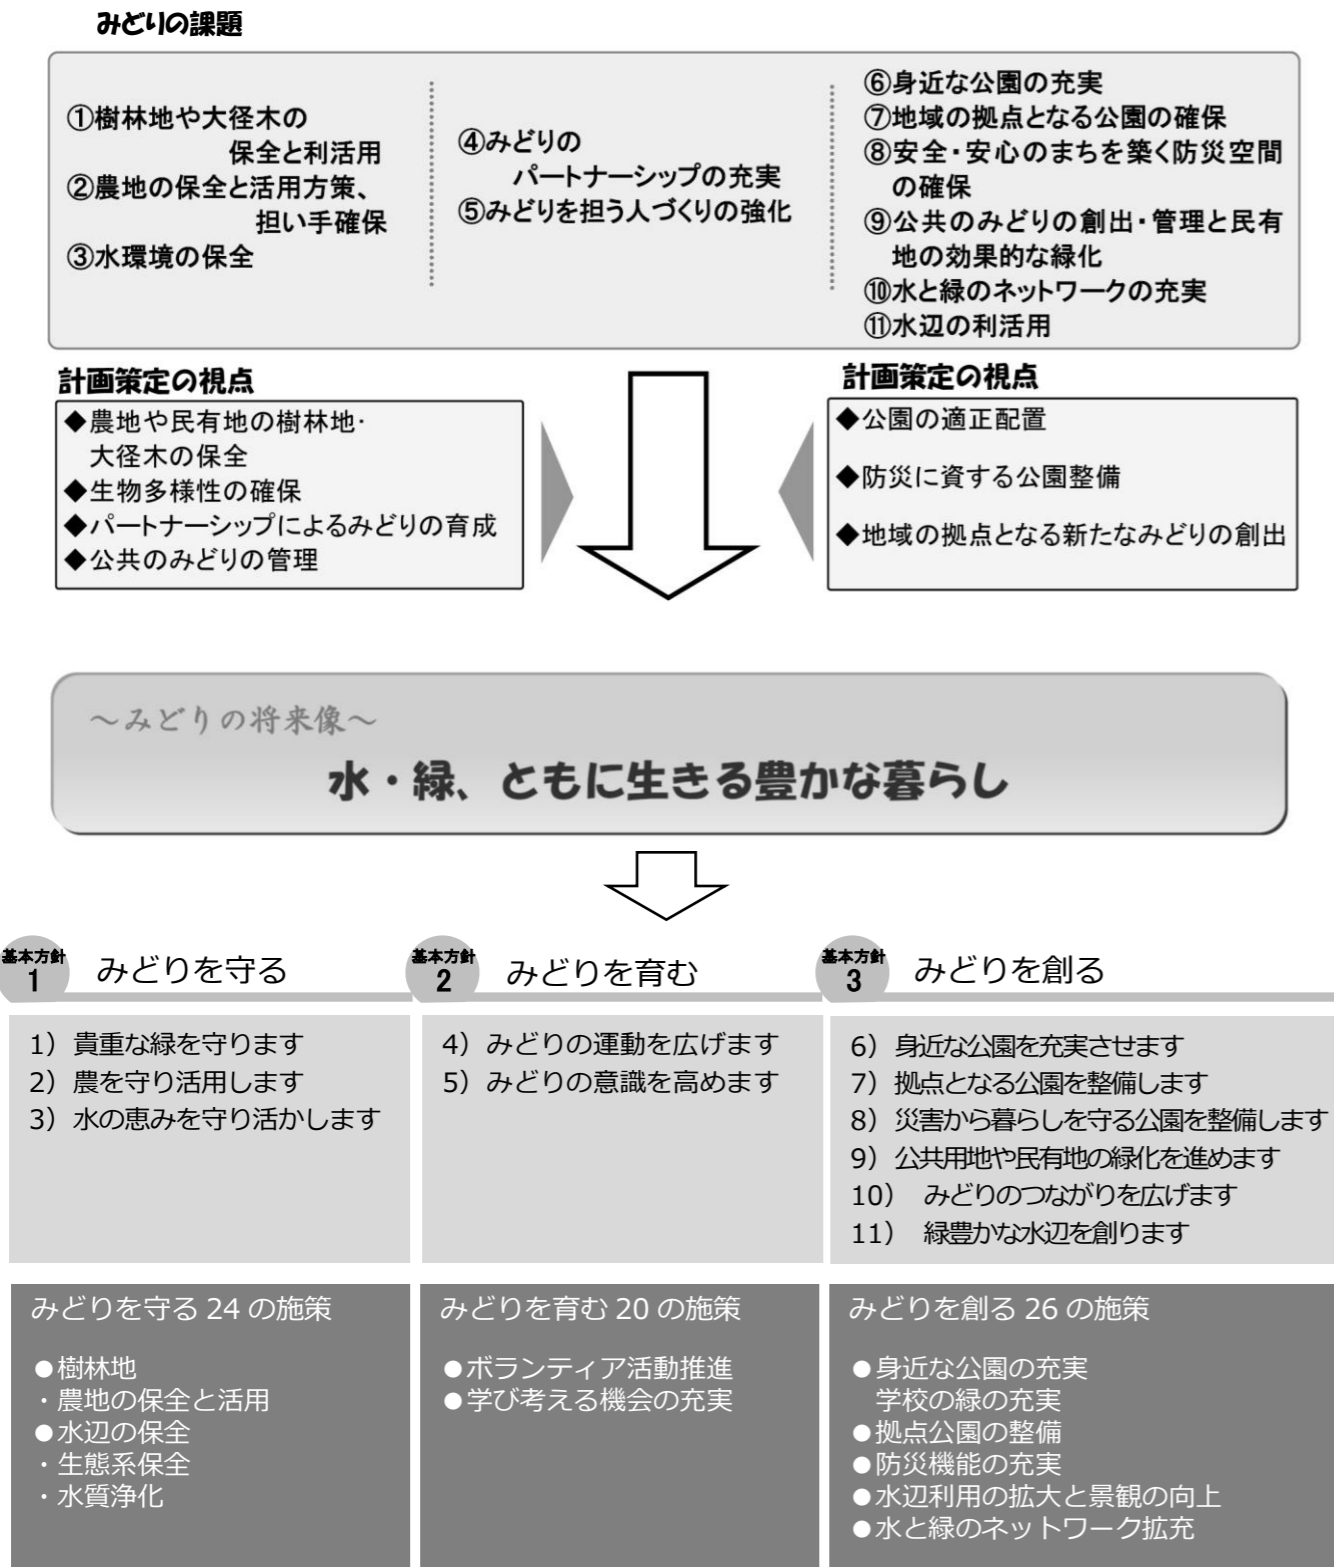 みどりの課題
①樹林地や大径木の
保全と利活用
②農地の保全と活用方策、
担い手確保
③水環境の保全
④みどりの
パートナーシップの充実
⑤みどりを担う人づくりの強化
⑥身近な公園の充実
⑦地域の拠点となる公園の確保
⑧安全・安心のまちを築く防災空間
の確保
⑨公共のみどりの創出・管理と民有
地の効果的な緑化
⑩水と緑のネットワークの充実
⑪水辺の利活用
計画策定の視点
◆農地や民有地の樹林地・
大径木の保全
◆生物多様性の確保
◆パートナーシップによるみどりの育成
◆公共のみどりの管理
計画策定の視点
◆公園の適正配置
◆防災に資する公園整備
◆地域の拠点となる新たなみどりの創出
～みどりの将来像～
水・緑、ともに生きる豊かな暮らし
基本方針
1
みどりを守る
1）貴重な緑を守ります
2）農を守り活用します
3）水の恵みを守り活かします
みどりを守る 24 の施策
●樹林地
・農地の保全と活用
●水辺の保全
・生態系保全
・水質浄化
基本方針
2
みどりを育む
4）みどりの運動を広げます
5）みどりの意識を高めます
みどりを育む 20 の施策
●ボランティア活動推進
●学び考える機会の充実
基本方針
3
みどりを創る
6）身近な公園を充実させます
7）拠点となる公園を整備します
8）災害から暮らしを守る公園を整備します
9）公共用地や民有地の緑化を進めます
10） みどりのつながりを広げます
11） 緑豊かな水辺を創ります
みどりを創る 26 の施策
●身近な公園の充実
学校の緑の充実
●拠点公園の整備
●防災機能の充実
●水辺利用の拡大と景観の向上
●水と緑のネットワーク拡充